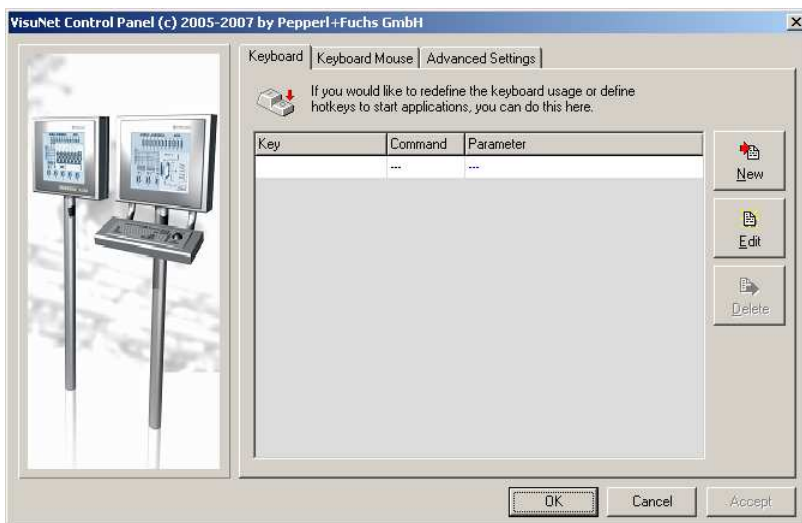 VisuNet Control Panel (c) 2005-2007 by Pepperl+Fuchs GmbH
Keyboard Keyboard Mouse Advanced Settings
If you would like to redefine the keyboard usage or define
hotkeys to start applications, you can do this here.
Key Command Parameter
--- ---
New
Edit
Delete
OK Cancel Accept